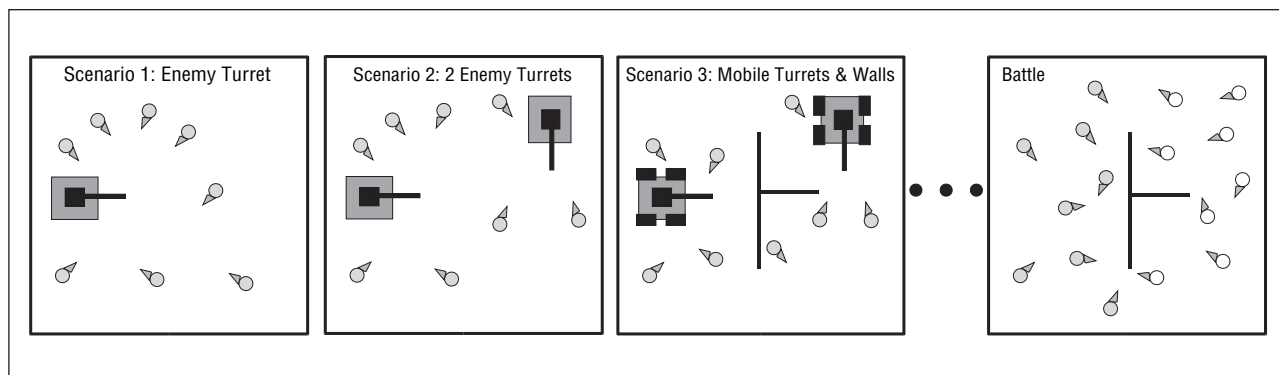 Scenario 1: Enemy Turret
Scenario 2: 2 Enemy Turrets
Scenario 3: Mobile Turrets & Walls
Battle